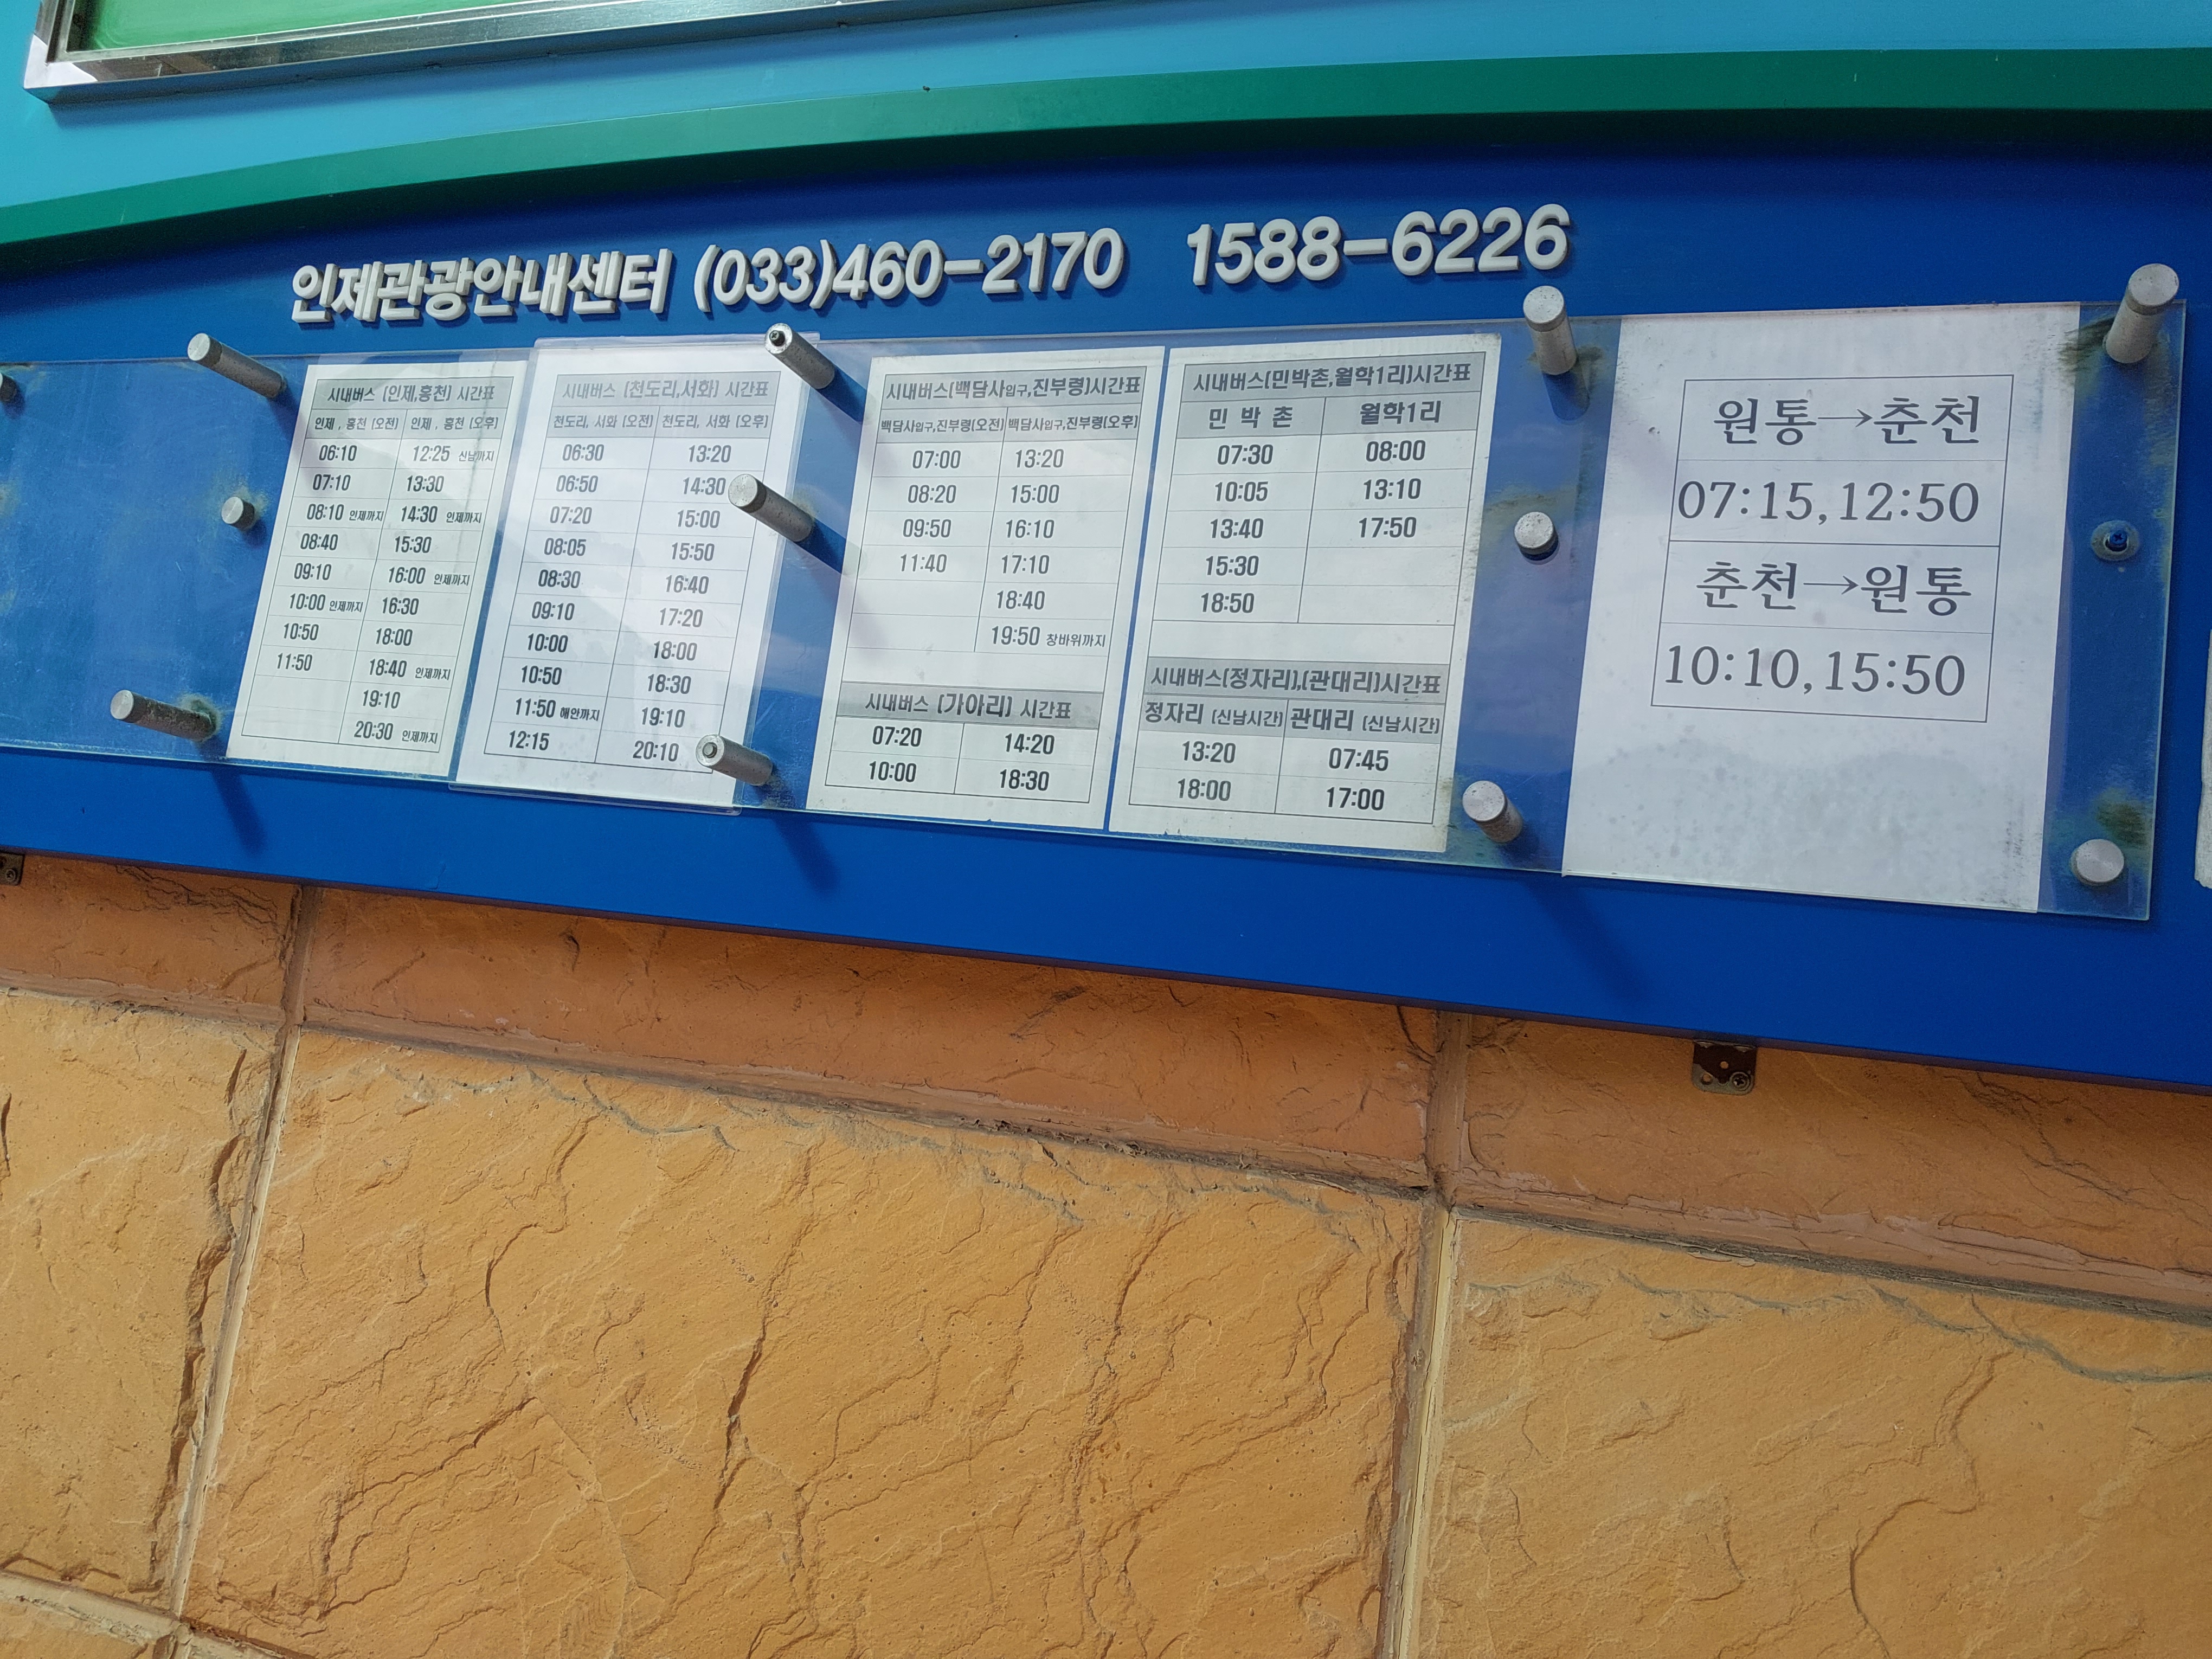 인제관광안내센터 (033)460-2170 1588-6226
시내버스 [인제,홍천] 시간표
인제 , 홍천 [오전] 인제 , 홍천 [오후]
06:10 12:25 신남까지
07:10 13:30
08:10 인제까지 14:30 인제까지
08:40 15:30
09:10 16:00 인제까지
10:00 인제까지 16:30
10:50 18:00
11:50 18:40 인제까지
19:10
20:30 인제까지
시내버스 [천도리,서화] 시간표
천도리, 서화 [오전] 천도리, 서화 [오후]
06:30 13:20
06:50 14:30
07:20 15:00
08:05 15:50
08:30 16:40
09:10 17:20
10:00 18:00
10:50 18:30
11:50 해안까지 19:10
12:15 20:10
시내버스(백담사입구,진부령)시간표
백담사입구,진부령(오전) 백담사입구,진부령(오후)
07:00 13:20
08:20 15:00
09:50 16:10
11:40 17:10
18:40
19:50 창바위까지
시내버스 [가아리] 시간표
07:20 14:20
10:00 18:30
시내버스(민박촌,월학1리)시간표
민 박 촌 월학1리
07:30 08:00
10:05 13:10
13:40 17:50
15:30
18:50
시내버스(정자리),(관대리)시간표
정자리 (신남시간) 관대리 (신남시간)
13:20 07:45
18:00 17:00
원통→춘천
07:15,12:50
춘천→원통
10:10,15:50